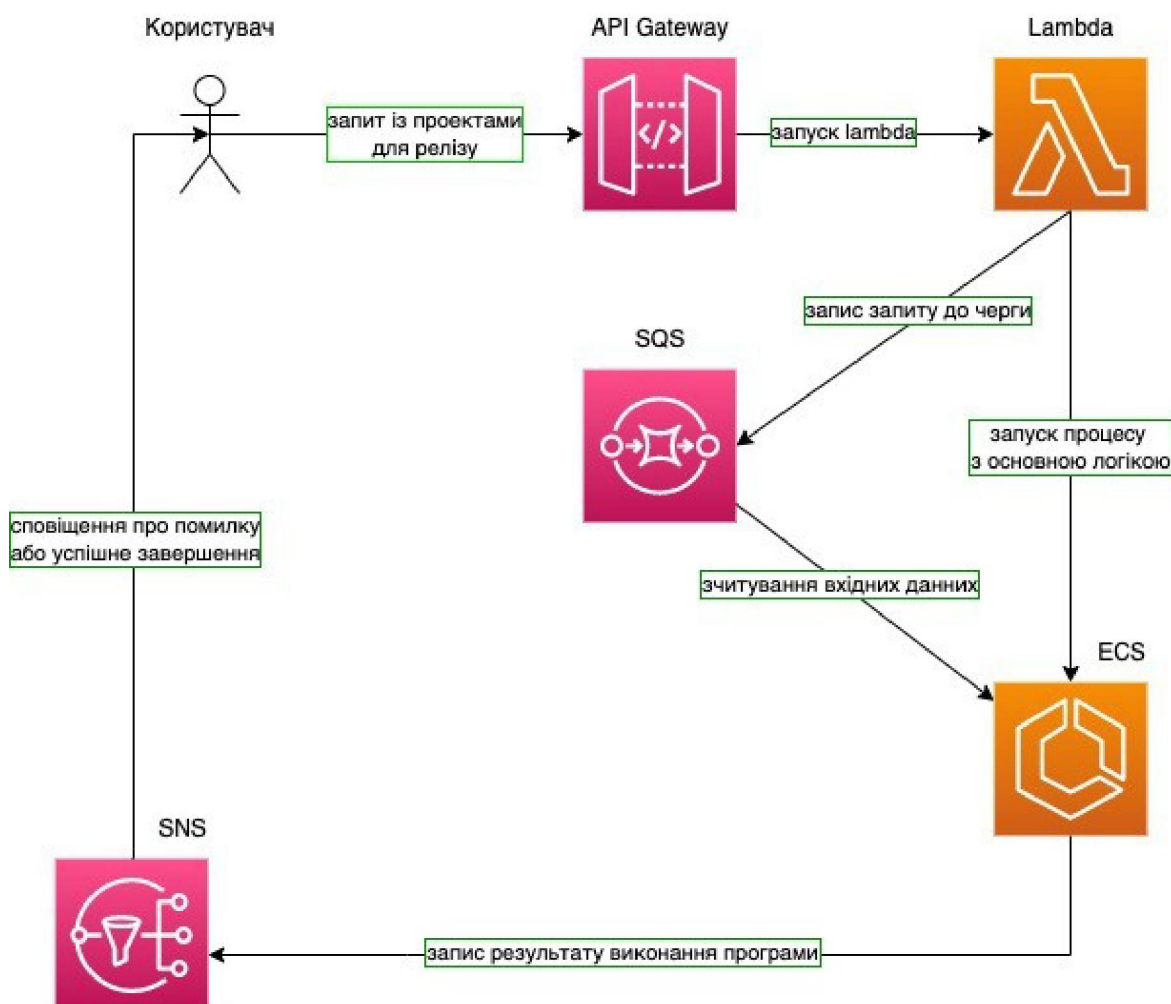 Користувач
API Gateway
Lambda
запит із проектами
для релізу
</>
запуск lambda
запис запиту до черги
SQS
запуск процесу
з основною логікою
сповіщення про помилку
або успішне завершення
зчитування вхідних данних
ECS
SNS
запис результату виконання програми